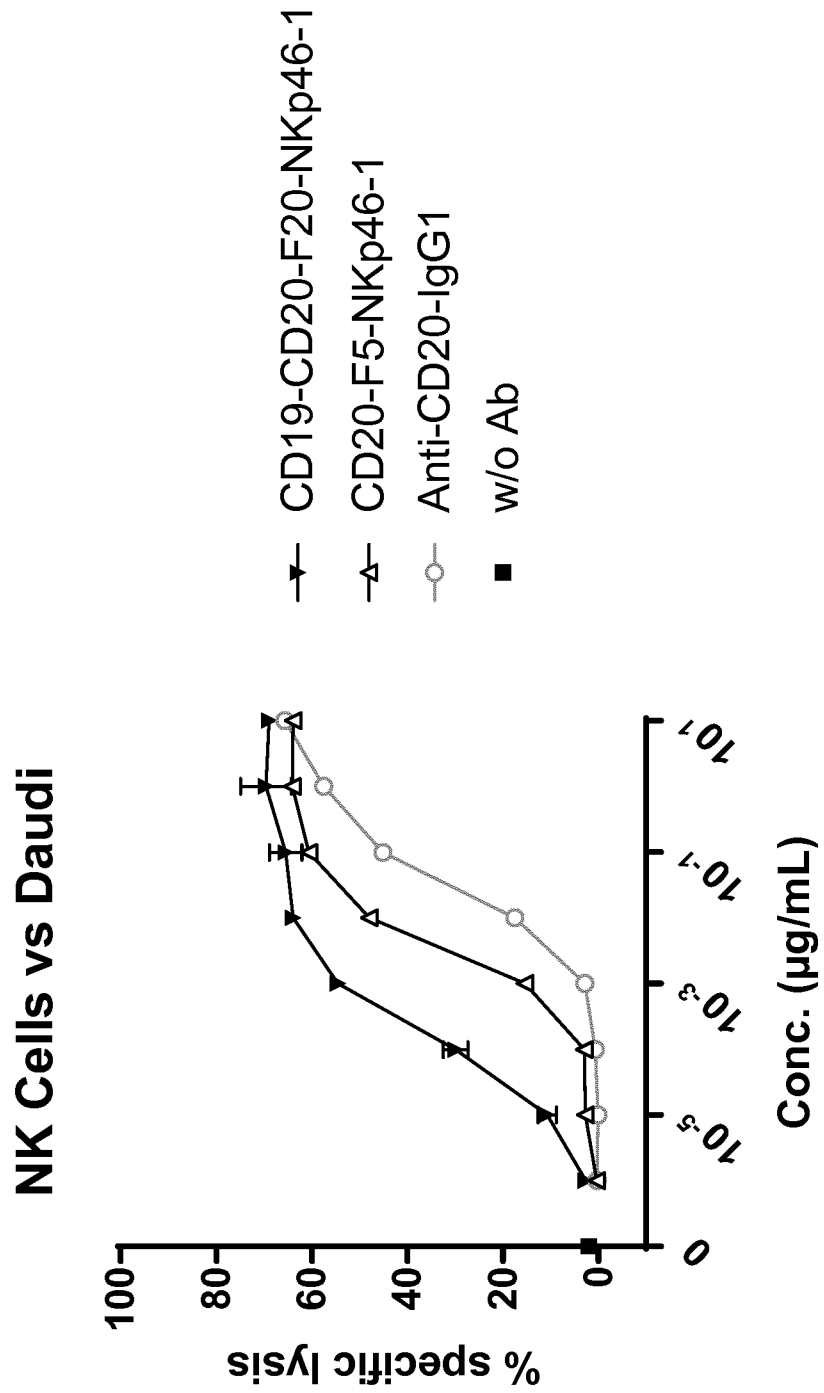 NK Cells vs Daudi
% specific lysis
100
80
60
40
20
0
0
10-5
10-3
10-1
101
Conc. (µg/mL)
CD19-CD20-F20-NKp46-1
CD20-F5-NKp46-1
Anti-CD20-IgG1
w/o Ab